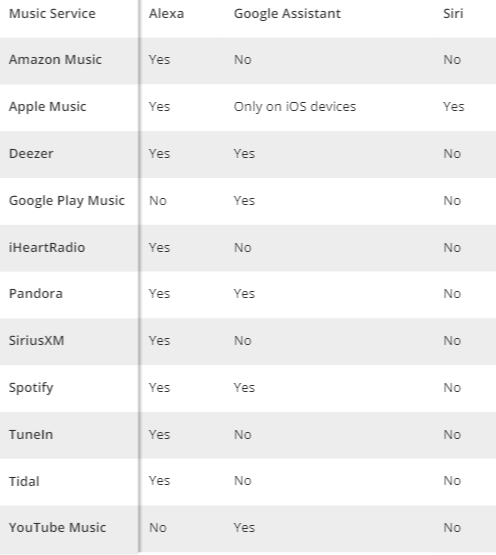 Music Service Alexa Google Assistant Siri
Amazon Music Yes No No
Apple Music Yes Only on iOS devices Yes
Deezer Yes Yes No
Google Play Music No Yes No
iHeartRadio Yes No No
Pandora Yes Yes No
SiriusXM Yes No No
Spotify Yes Yes No
TuneIn Yes No No
Tidal Yes No No
YouTube Music No Yes No